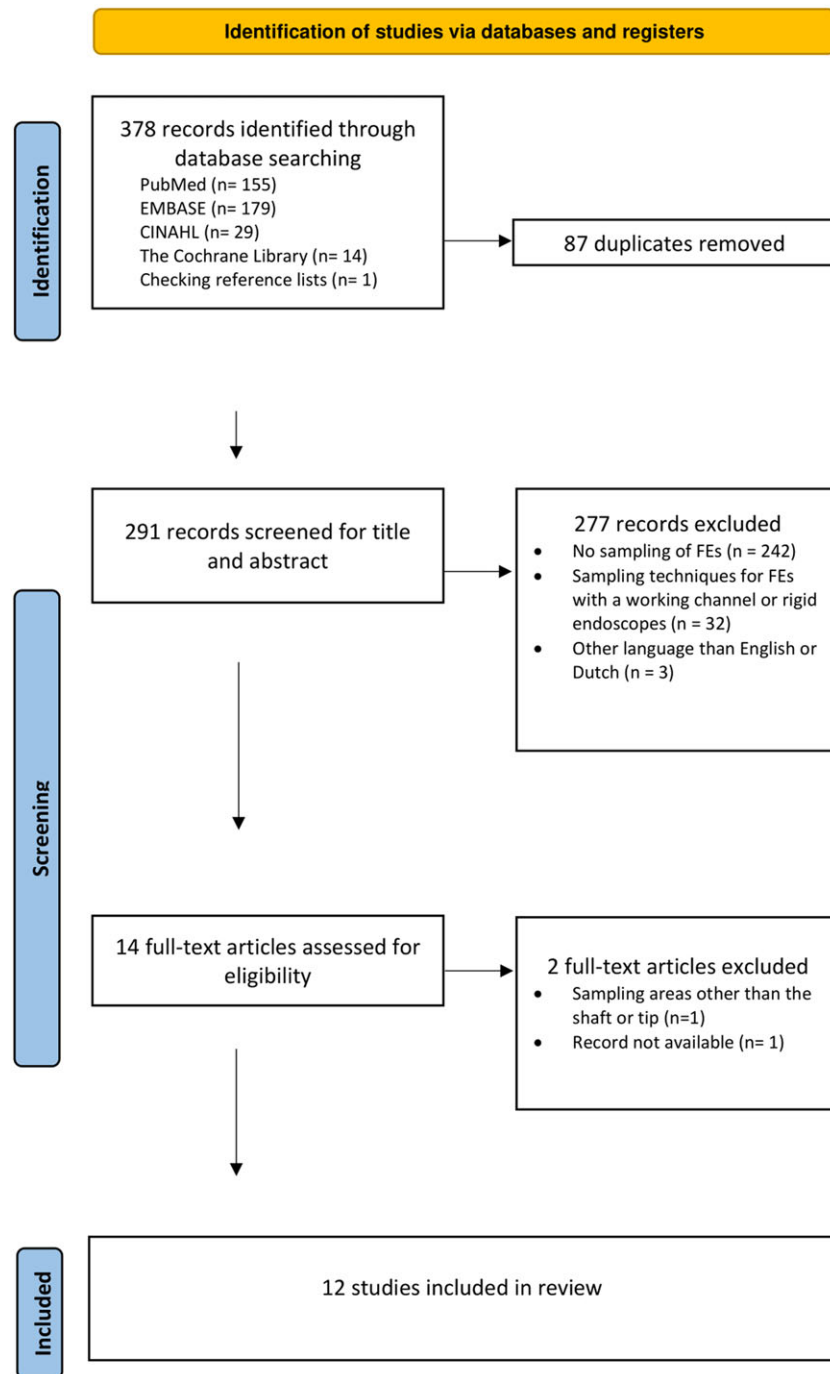 Identification of studies via databases and registers
Identification
378 records identified through
database searching
PubMed (n= 155)
EMBASE (n= 179)
CINAHL (n= 29)
The Cochrane Library (n= 14)
Checking reference lists (n= 1)
87 duplicates removed
Screening
291 records screened for title
and abstract
277 records excluded
• No sampling of FEs (n = 242)
• Sampling techniques for FEs
with a working channel or rigid
endoscopes (n = 32)
• Other language than English or
Dutch (n = 3)
14 full-text articles assessed for
eligibility
2 full-text articles excluded
• Sampling areas other than the
shaft or tip (n=1)
• Record not available (n= 1)
Included
12 studies included in review